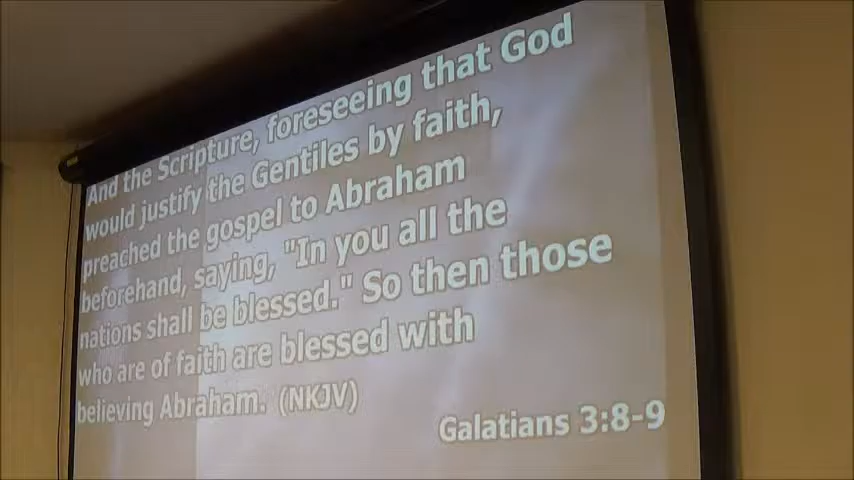 And the Scripture, foreseeing that God
would justify the Gentiles by faith,
preached the gospel to Abraham
beforehand, saying, "In you all the
nations shall be blessed." So then those
who are of faith are blessed with
believing Abraham. (NKJV)
Galatians 3:8-9